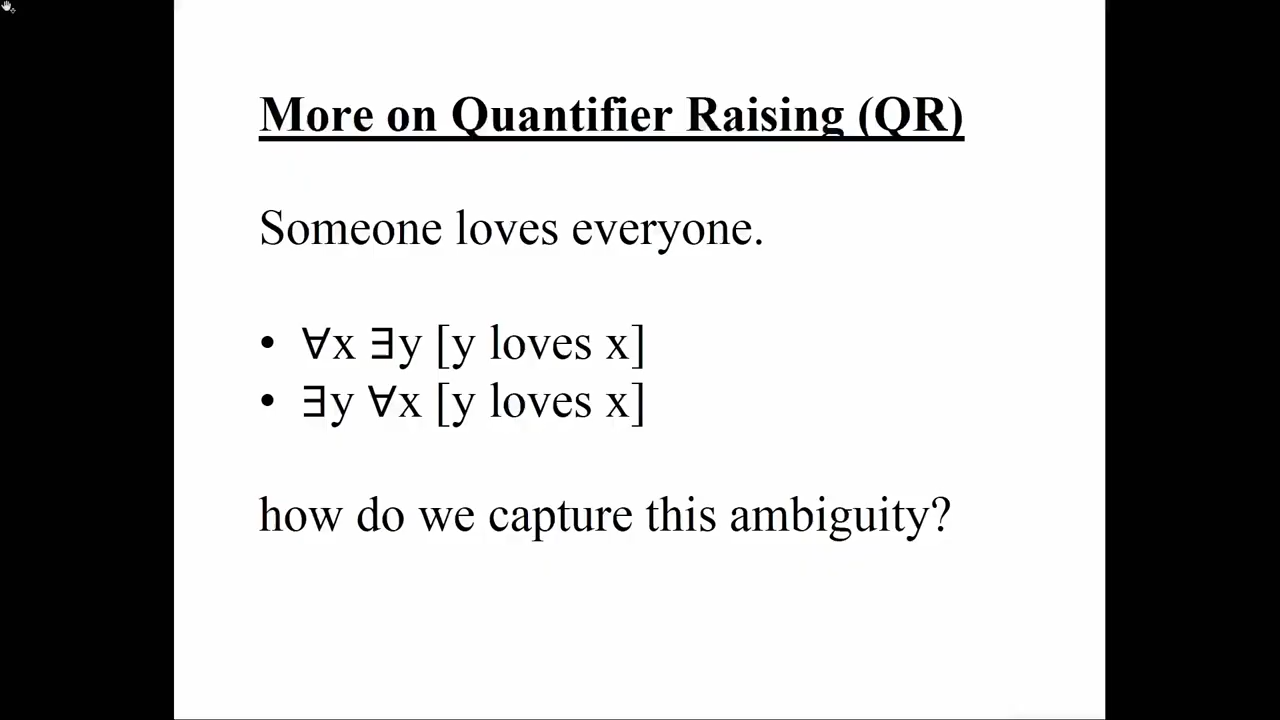 More on Quantifier Raising (QR)
Someone loves everyone.
• ∀x ∃y [y loves x]
• ∃y ∀x [y loves x]
how do we capture this ambiguity?